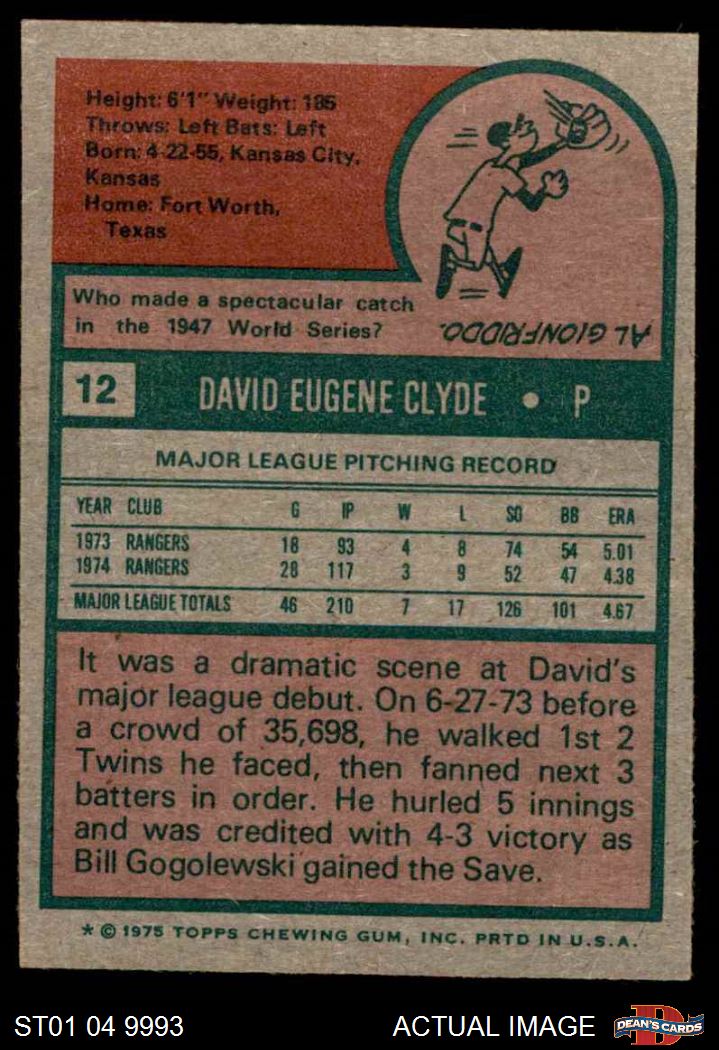 Height: 6'1" Weight: 185
Throws: Left Bats: Left
Born: 4-22-55, Kansas City,
Kansas
Home: Fort Worth,
Texas
Who made a spectacular catch
in the 1947 World Series?
AL GIONFRIDDO.
12 DAVID EUGENE CLYDE • P
MAJOR LEAGUE PITCHING RECORD
YEAR CLUB G IP W L SO BB ERA
1973 RANGERS 18 93 4 8 74 54 5.01
1974 RANGERS 28 117 3 9 52 47 4.38
MAJOR LEAGUE TOTALS 46 210 7 17 126 101 4.67
It was a dramatic scene at David's
major league debut. On 6-27-73 before
a crowd of 35,698, he walked 1st 2
Twins he faced, then fanned next 3
batters in order. He hurled 5 innings
and was credited with 4-3 victory as
Bill Gogolewski gained the Save.
* © 1975 TOPPS CHEWING GUM, INC. PRTD IN U.S.A.
ST01 04 9993 ACTUAL IMAGE D DEAN'S CARDS